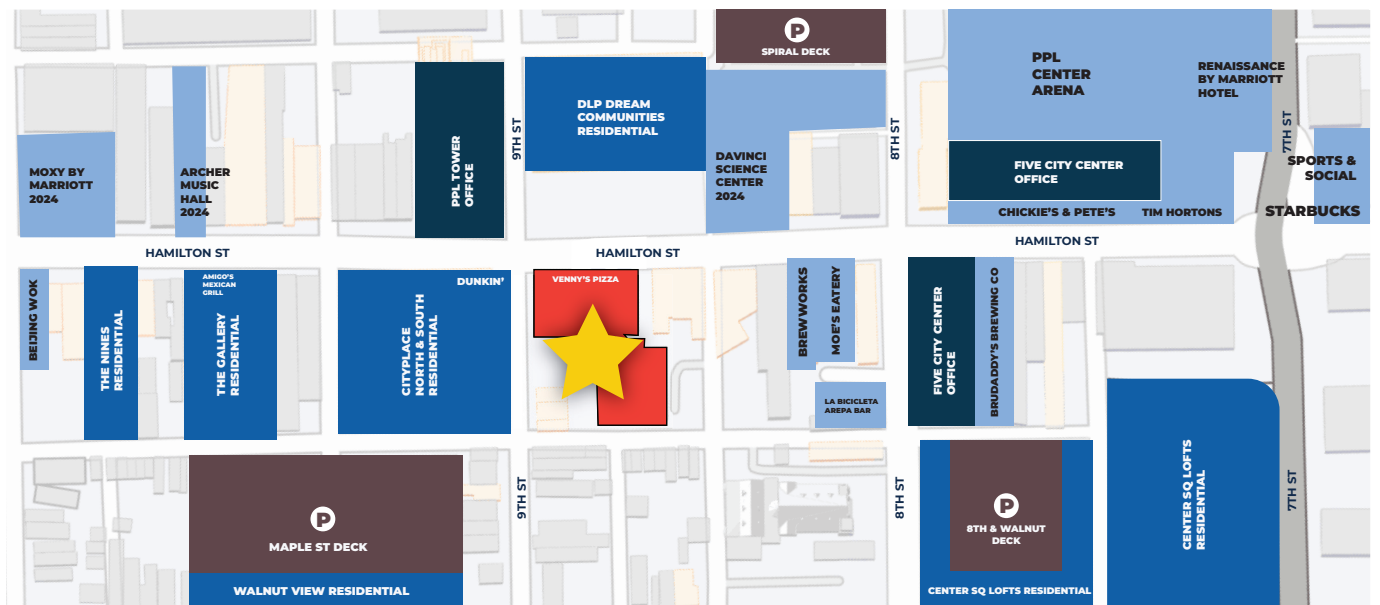 P
SPIRAL DECK
PPL
CENTER
ARENA
RENAISSANCE
BY MARRIOTT
HOTEL
DLP DREAM
COMMUNITIES
RESIDENTIAL
7TH ST
9TH ST
8TH ST
PPL TOWER
OFFICE
MOXY BY
MARRIOTT
2024
ARCHER
MUSIC
HALL
2024
DAVINCI
SCIENCE
CENTER
2024
FIVE CITY CENTER
OFFICE
SPORTS &
SOCIAL
CHICKIE'S & PETE'S
TIM HORTONS
STARBUCKS
HAMILTON ST
HAMILTON ST
HAMILTON ST
BEIJING WOK
THE NINES
RESIDENTIAL
AMIGO'S
MEXICAN
GRILL
THE GALLERY
RESIDENTIAL
DUNKIN'
CITYPLACE
NORTH & SOUTH
RESIDENTIAL
VENNY'S PIZZA
BREWWORKS
MOE'S EATERY
LA BICICLETA
AREPA BAR
FIVE CITY CENTER
OFFICE
BRUDADDY'S BREWING CO
P
MAPLE ST DECK
WALNUT VIEW RESIDENTIAL
9TH ST
8TH ST
P
8TH & WALNUT
DECK
CENTER SQ LOFTS RESIDENTIAL
CENTER SQ LOFTS
RESIDENTIAL
7TH ST